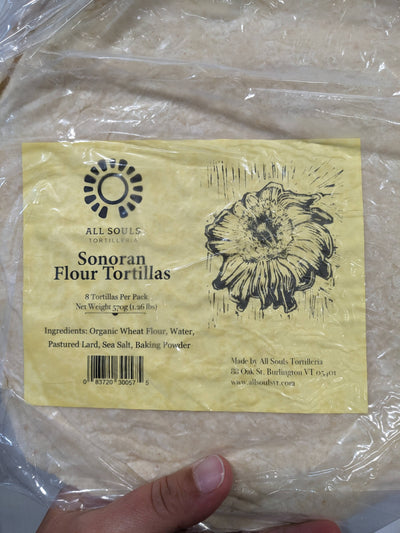 ALL SOULS
TORTILLERIA
Sonoran
Flour Tortillas
8 Tortillas Per Pack
Net Weight 570g (1.26 lbs)
Ingredients: Organic Wheat Flour, Water,
Pastured Lard, Sea Salt, Baking Powder
0 83720 30057 5
Made by All Souls Tortilleria
88 Oak St. Burlington VT 05401
www.allsoulsvt.com